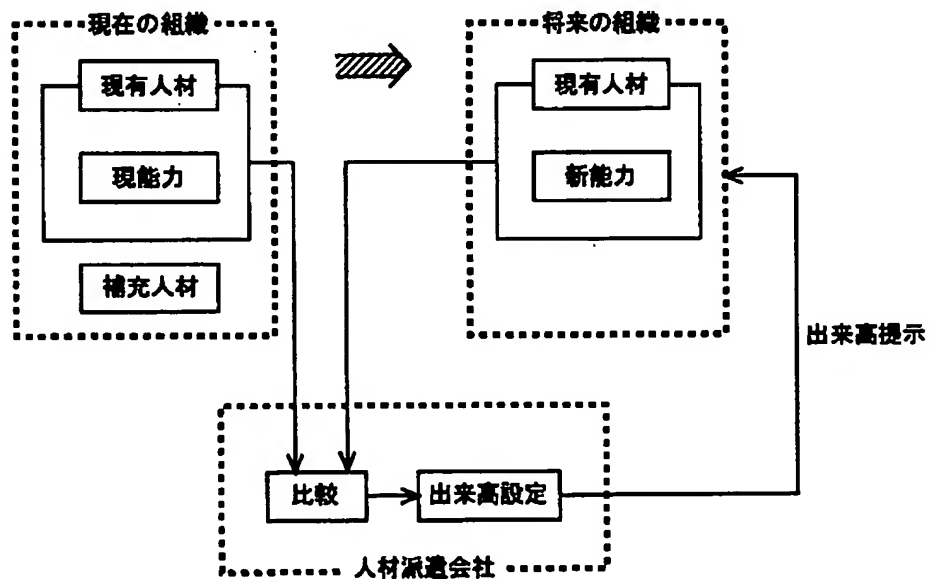 現在の組織
現有人材
現能力
補充人材
将来の組織
現有人材
新能力
出来高提示
比較
出来高設定
人材派遣会社